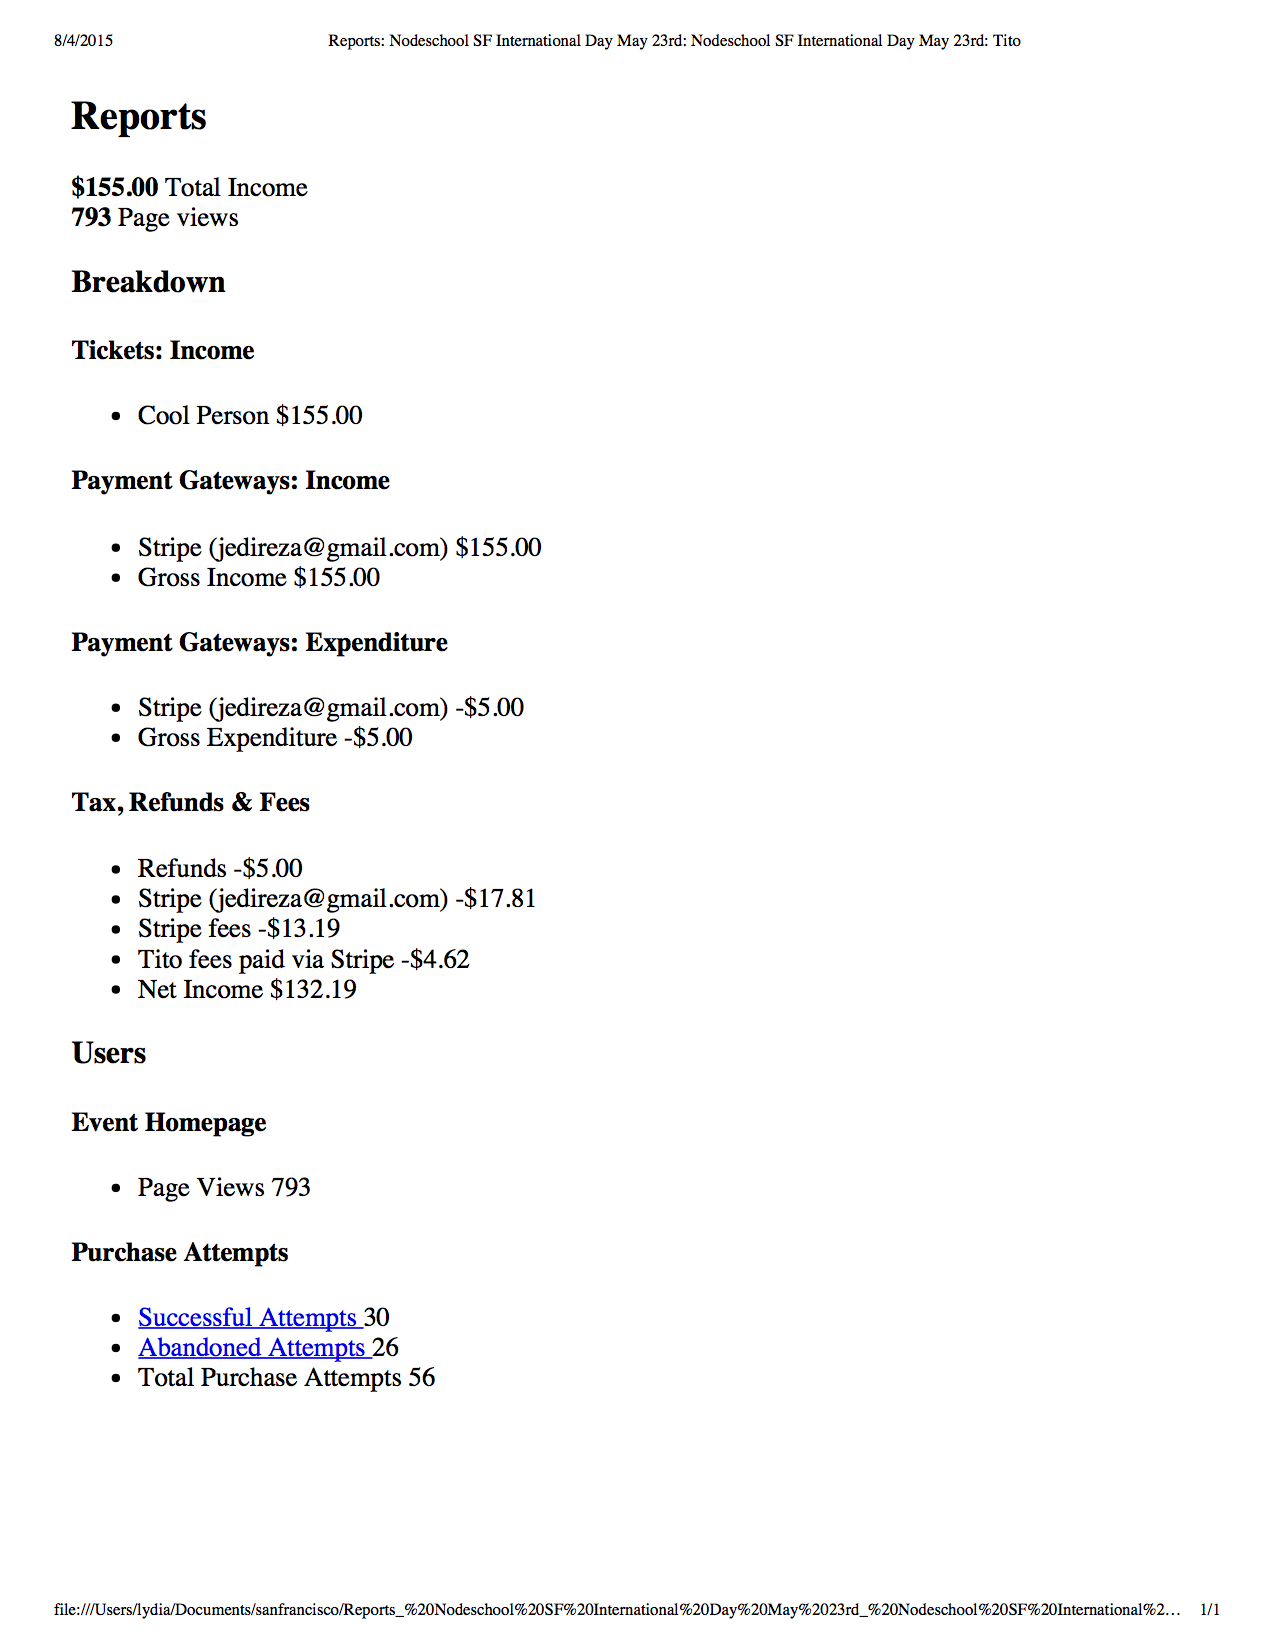 8/4/2015 Reports: Nodeschool SF International Day May 23rd: Nodeschool SF International Day May 23rd: Tito
Reports
$155.00 Total Income
793 Page views
Breakdown
Tickets: Income
• Cool Person $155.00
Payment Gateways: Income
• Stripe (jedireza@gmail.com) $155.00
• Gross Income $155.00
Payment Gateways: Expenditure
• Stripe (jedireza@gmail.com) -$5.00
• Gross Expenditure -$5.00
Tax, Refunds & Fees
• Refunds -$5.00
• Stripe (jedireza@gmail.com) -$17.81
• Stripe fees -$13.19
• Tito fees paid via Stripe -$4.62
• Net Income $132.19
Users
Event Homepage
• Page Views 793
Purchase Attempts
• Successful Attempts 30
• Abandoned Attempts 26
• Total Purchase Attempts 56
file:///Users/lydia/Documents/sanfrancisco/Reports_%20Nodeschool%20SF%20International%20Day%20May%2023rd_%20Nodeschool%20SF%20International%2… 1/1